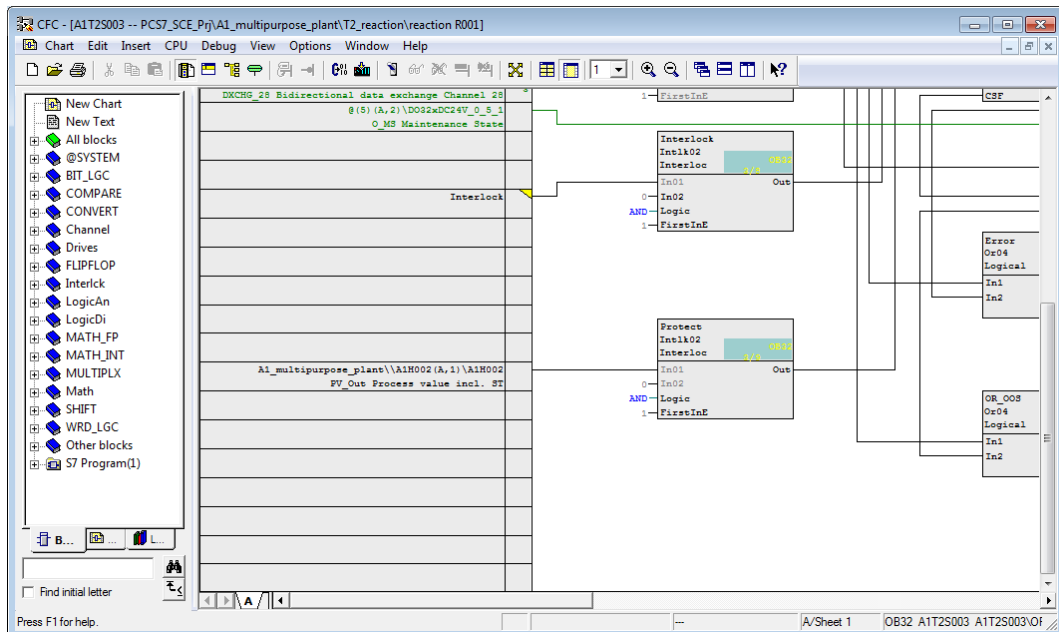 CFC - [A1T2S003 -- PCS7_SCE_Prj\A1_multipurpose_plant\T2_reaction\reaction R001]
Chart Edit Insert CPU Debug View Options Window Help
1
New Chart
New Text
All blocks
@SYSTEM
BIT_LGC
COMPARE
CONVERT
Channel
Drives
FLIPFLOP
Interlck
LogicAn
LogicDi
MATH_FP
MATH_INT
MULTIPLX
Math
SHIFT
WRD_LGC
Other blocks
S7 Program(1)
B...
...
L...
Find initial letter
DXCHG_28 Bidirectional data exchange Channel 28
@(5)(A,2)\DO32xDC24V_0_5_1
O_MS Maintenance State
Interlock
A1_multipurpose_plant\\A1H002(A,1)\A1H002
PV_Out Process value incl. ST
1 FirstInE
Interlock
Intlk02
Interloc
OB32
In01 Out
0 In02
AND Logic
1 FirstInE
Protect
Intlk02
Interloc
OB32
In01 Out
0 In02
AND Logic
1 FirstInE
CSF
Error
Or04
Logical
In1
In2
OR_OOS
Or04
Logical
In1
In2
A
Press F1 for help.
---
A/Sheet 1
OB32 A1T2S003 A1T2S003\OF